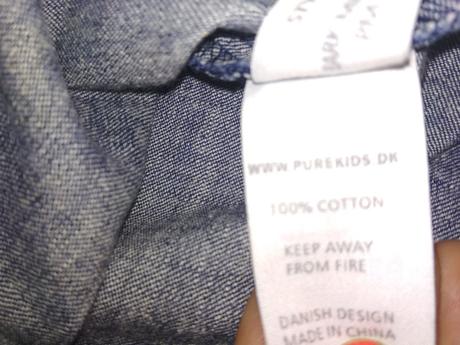 WWW.PUREKIDS.DK
100% COTTON
KEEP AWAY
FROM FIRE
DANISH DESIGN
MADE IN CHINA